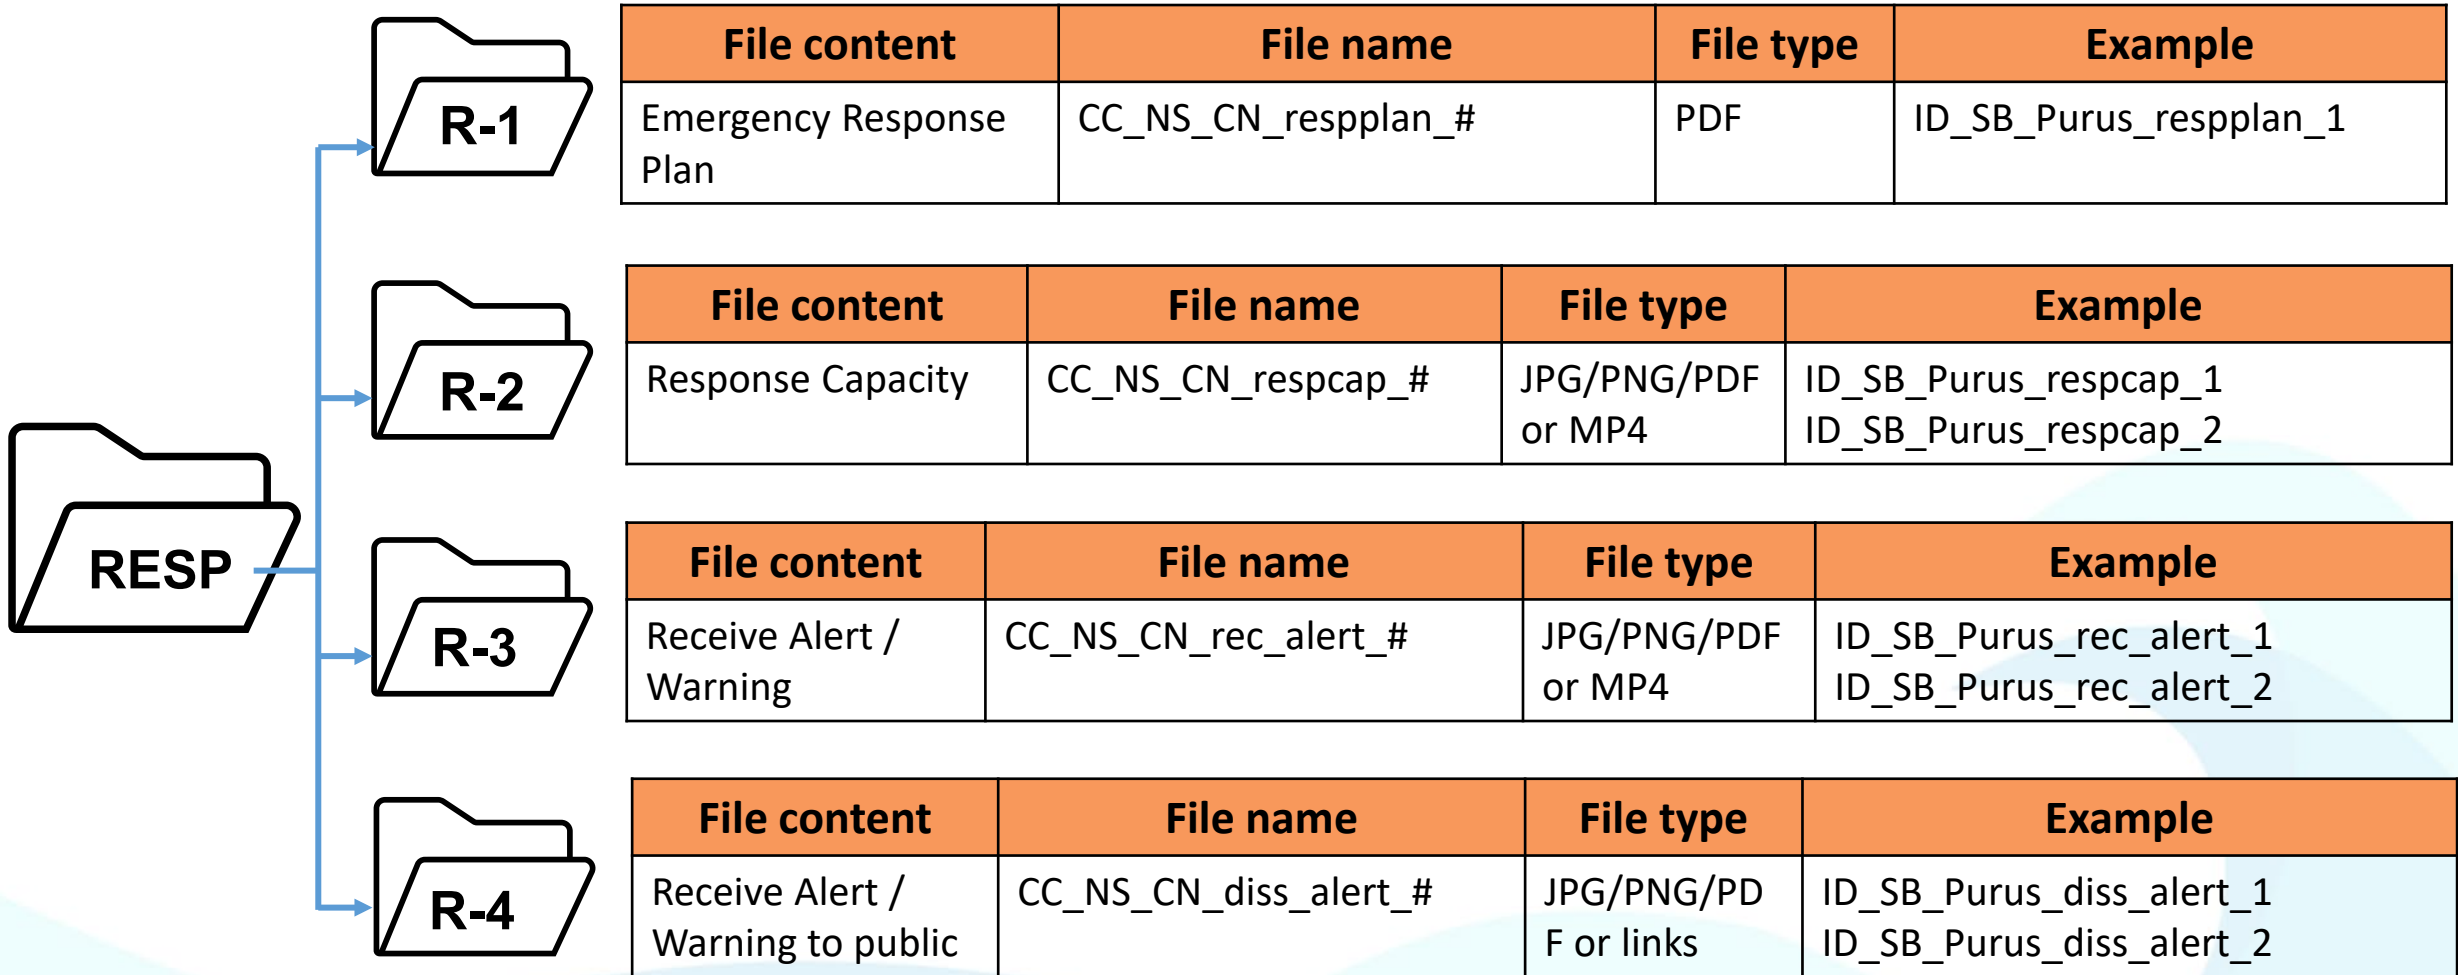 RESP
R-1
File content File name File type Example
Emergency Response CC_NS_CN_respplan_# PDF ID_SB_Purus_respplan_1
Plan
R-2
File content File name File type Example
Response Capacity CC_NS_CN_respcap_# JPG/PNG/PDF ID_SB_Purus_respcap_1
or MP4 ID_SB_Purus_respcap_2
R-3
File content File name File type Example
Receive Alert / CC_NS_CN_rec_alert_# JPG/PNG/PDF ID_SB_Purus_rec_alert_1
Warning or MP4 ID_SB_Purus_rec_alert_2
R-4
File content File name File type Example
Receive Alert / CC_NS_CN_diss_alert_# JPG/PNG/PD ID_SB_Purus_diss_alert_1
Warning to public F or links ID_SB_Purus_diss_alert_2